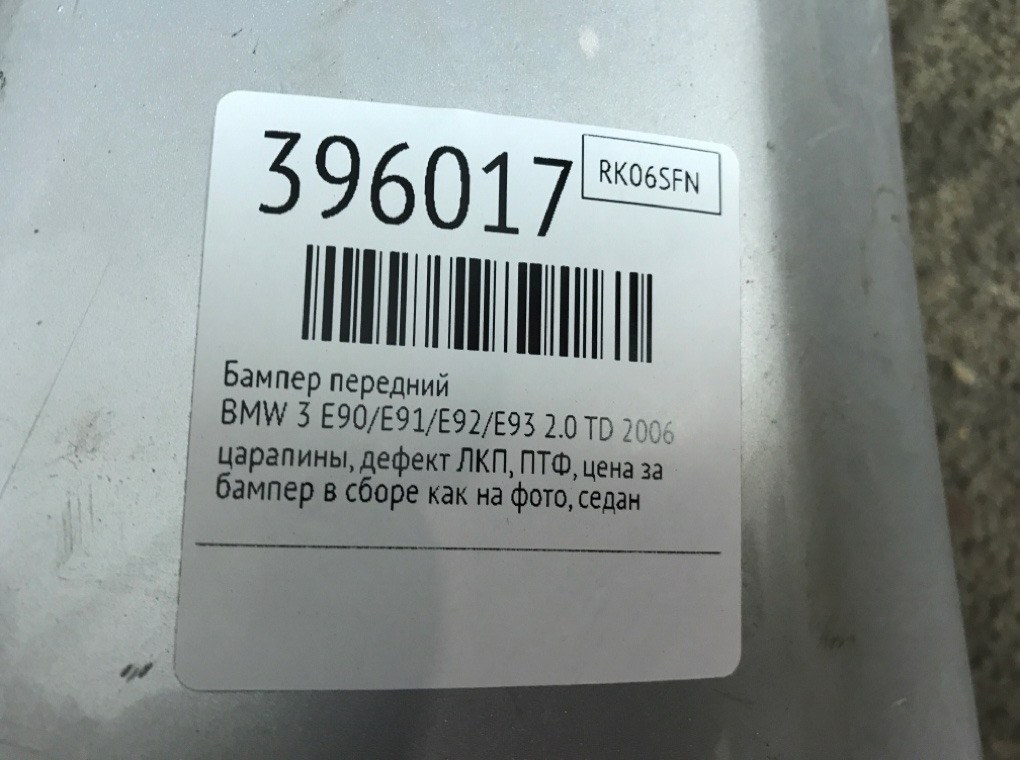 396017
RK06SFN
Бампер передний
BMW 3 E90/E91/E92/E93 2.0 TD 2006
царапины, дефект ЛКП, ПТФ, цена за
бампер в сборе как на фото, седан